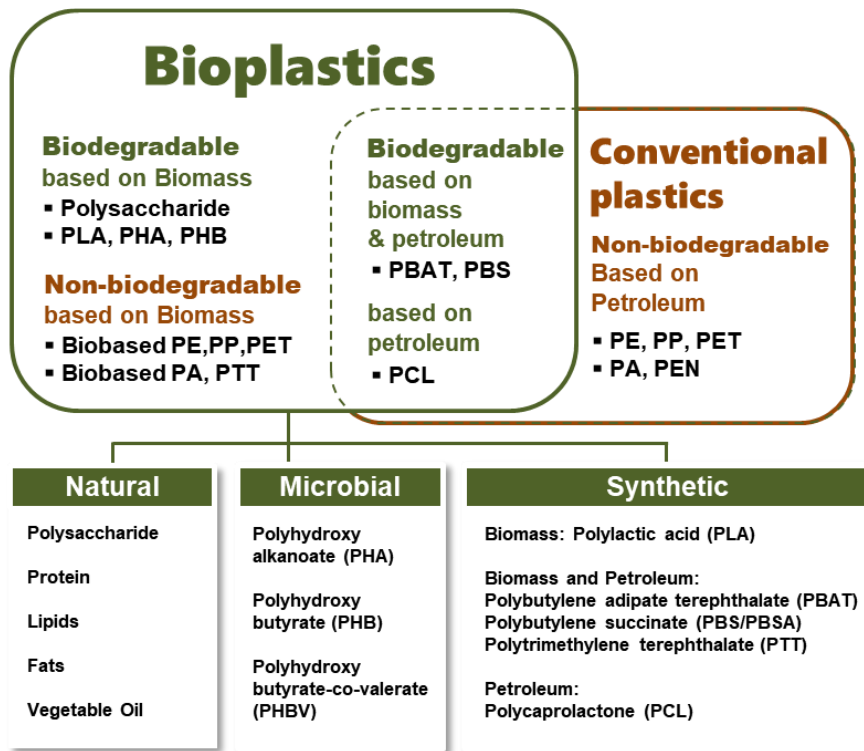 Bioplastics
Biodegradable
based on Biomass
▪ Polysaccharide
▪ PLA, PHA, PHB
Non-biodegradable
based on Biomass
▪ Biobased PE,PP,PET
▪ Biobased PA, PTT
Biodegradable
based on
biomass
& petroleum
▪ PBAT, PBS
based on
petroleum
▪ PCL
Conventional
plastics
Non-biodegradable
Based on
Petroleum
▪ PE, PP, PET
▪ PA, PEN
Natural
Polysaccharide
Protein
Lipids
Fats
Vegetable Oil
Microbial
Polyhydroxy
alkanoate (PHA)
Polyhydroxy
butyrate (PHB)
Polyhydroxy
butyrate-co-valerate
(PHBV)
Synthetic
Biomass: Polylactic acid (PLA)
Biomass and Petroleum:
Polybutylene adipate terephthalate (PBAT)
Polybutylene succinate (PBS/PBSA)
Polytrimethylene terephthalate (PTT)
Petroleum:
Polycaprolactone (PCL)